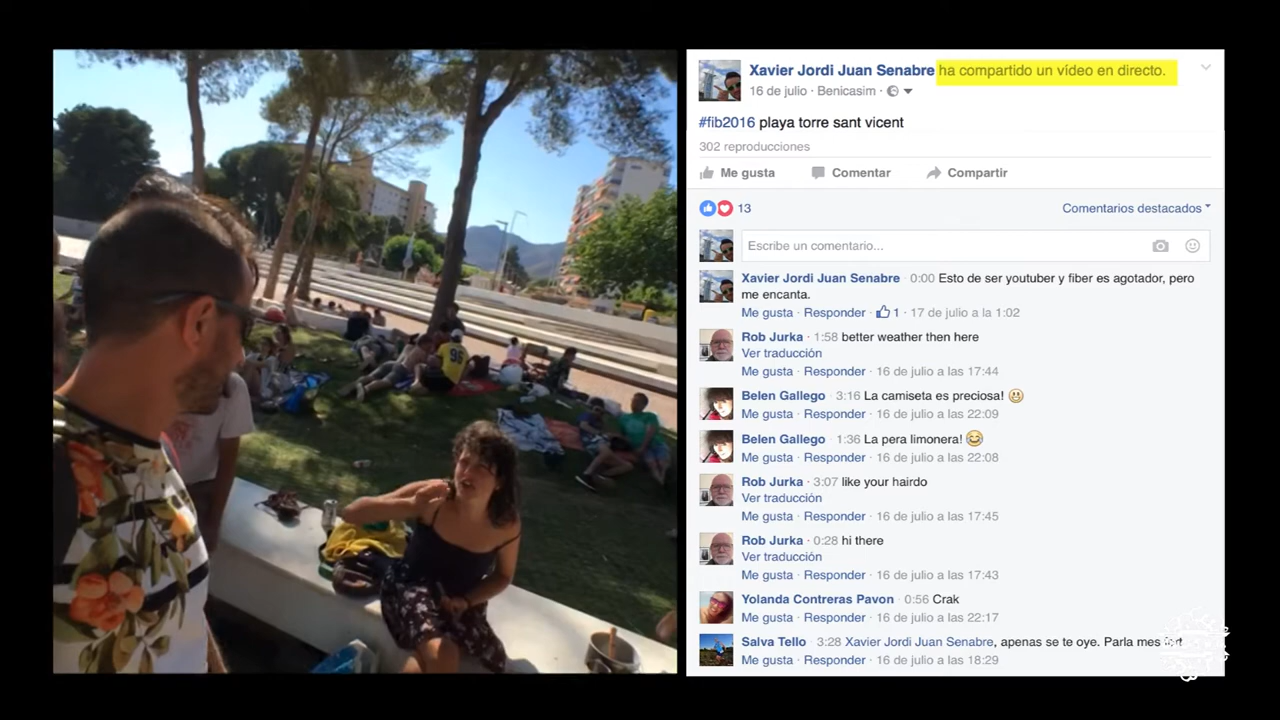 Xavier Jordi Juan Senabre ha compartido un vídeo en directo.
16 de julio · Benicasim ·
#fib2016 playa torre sant vicent
302 reproducciones
Me gusta Comentar Compartir
13 Comentarios destacados
Escribe un comentario...
Xavier Jordi Juan Senabre · 0:00 Esto de ser youtuber y fiber es agotador, pero
me encanta.
Me gusta · Responder · 1 · 17 de julio a la 1:02
Rob Jurka · 1:58 better weather then here
Ver traducción
Me gusta · Responder · 16 de julio a las 17:44
Belen Gallego · 3:16 La camiseta es preciosa! 😀
Me gusta · Responder · 16 de julio a las 22:09
Belen Gallego · 1:36 La pera limonera! 😂
Me gusta · Responder · 16 de julio a las 22:08
Rob Jurka · 3:07 like your hairdo
Ver traducción
Me gusta · Responder · 16 de julio a las 17:45
Rob Jurka · 0:28 hi there
Ver traducción
Me gusta · Responder · 16 de julio a las 17:43
Yolanda Contreras Pavon · 0:56 Crak
Me gusta · Responder · 16 de julio a las 22:17
Salva Tello · 3:28 Xavier Jordi Juan Senabre, apenas se te oye. Parla mes fort
Me gusta · Responder · 16 de julio a las 18:29
96